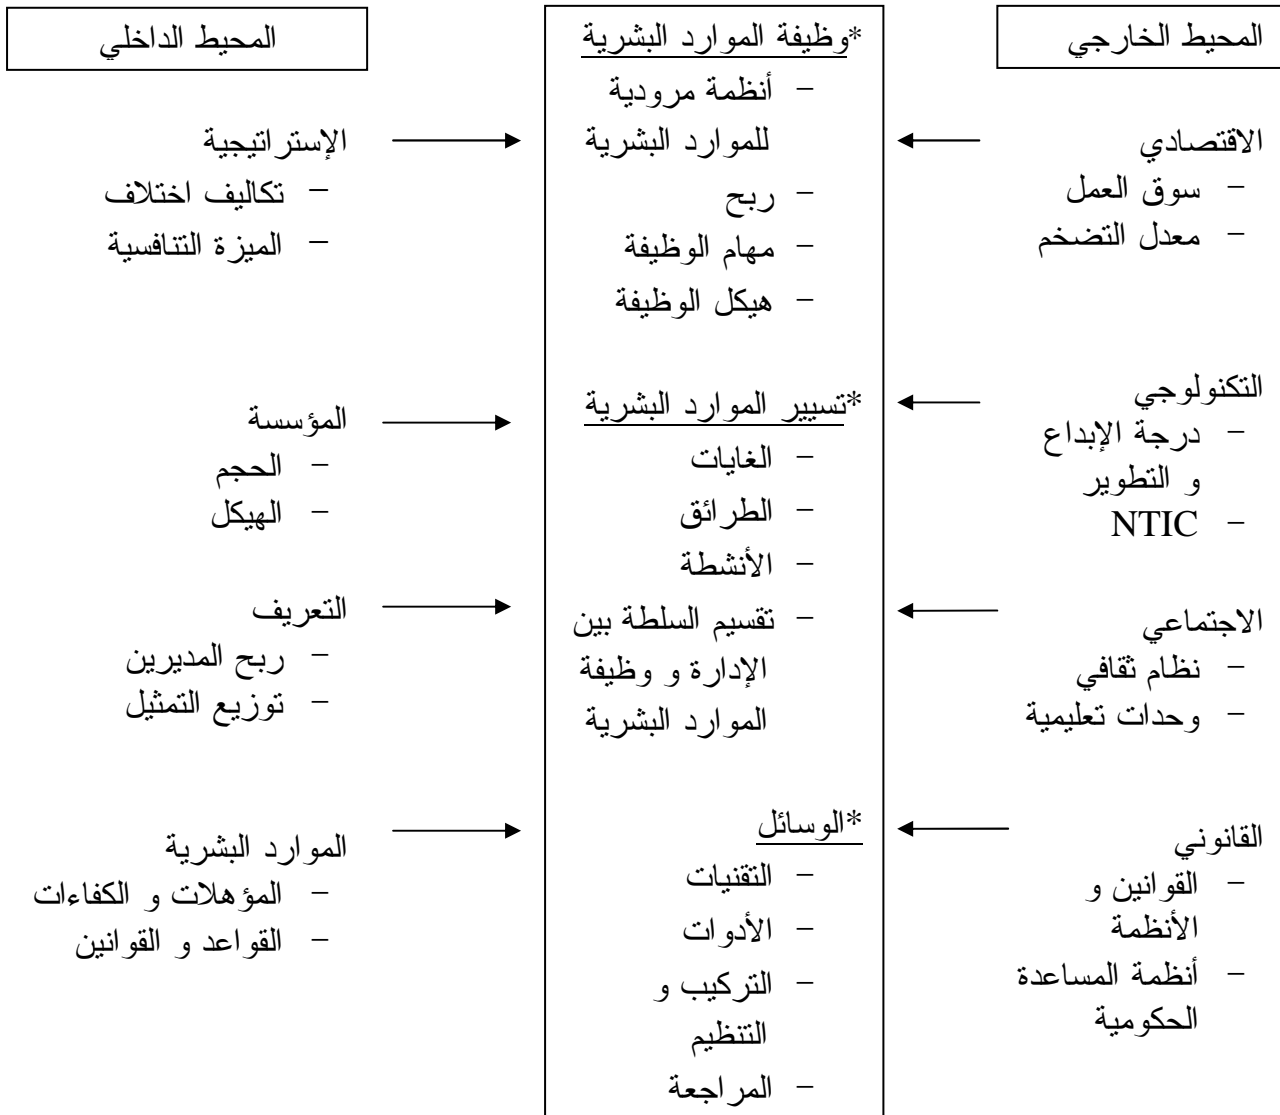 المحيط الخارجي
الاقتصادي
– سوق العمل
– معدل التضخم
التكنولوجي
– درجة الإبداع
و التطوير
– NTIC
الاجتماعي
– نظام ثقافي
– وحدات تعليمية
القانوني
– القوانين و
الأنظمة
– أنظمة المساعدة
الحكومية
*وظيفة الموارد البشرية
– أنظمة مرودية
للموارد البشرية
– ربح
– مهام الوظيفة
– هيكل الوظيفة
*تسيير الموارد البشرية
– الغايات
– الطرائق
– الأنشطة
– تقسيم السلطة بين
الإدارة و وظيفة
الموارد البشرية
*الوسائل
– التقنيات
– الأدوات
– التركيب و
التنظيم
– المراجعة
المحيط الداخلي
الإستراتيجية
– تكاليف اختلاف
– الميزة التنافسية
المؤسسة
– الحجم
– الهيكل
التعريف
– ربح المديرين
– توزيع التمثيل
الموارد البشرية
– المؤهلات و الكفاءات
– القواعد و القوانين